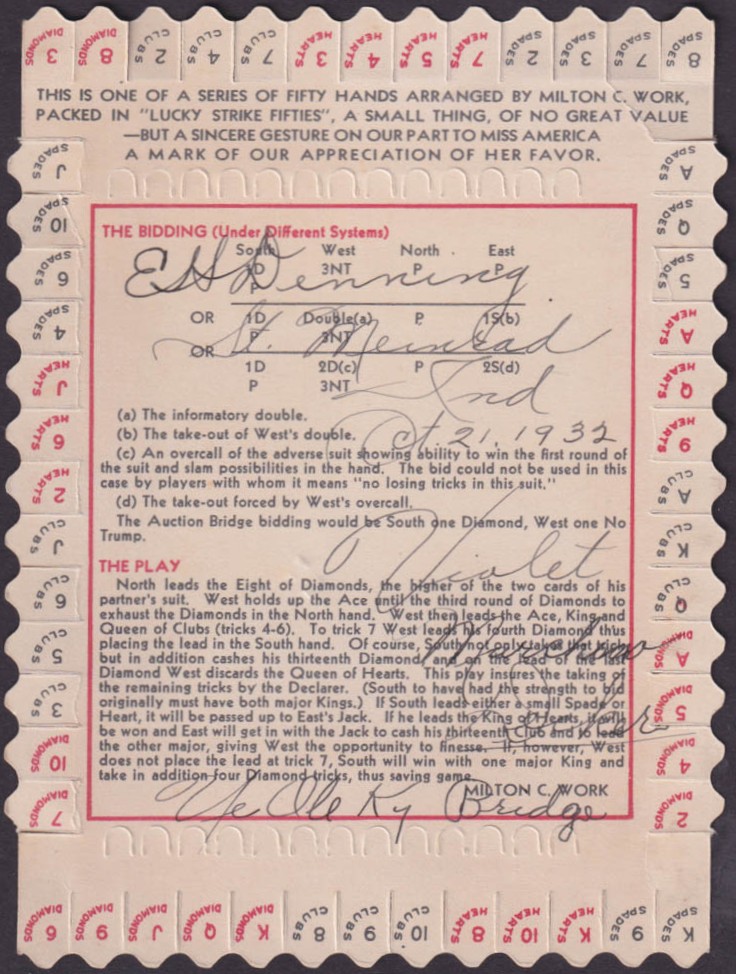 3 DIAMONDS 8 DIAMONDS 2 CLUBS 4 CLUBS 7 CLUBS 3 HEARTS 4 HEARTS 5 HEARTS 7 HEARTS 2 SPADES 3 SPADES 7 SPADES 8 SPADES
THIS IS ONE OF A SERIES OF FIFTY HANDS ARRANGED BY MILTON C. WORK,
PACKED IN "LUCKY STRIKE FIFTIES", A SMALL THING, OF NO GREAT VALUE
—BUT A SINCERE GESTURE ON OUR PART TO MISS AMERICA
A MARK OF OUR APPRECIATION OF HER FAVOR.
J SPADES
10 SPADES
6 SPADES
4 SPADES
J HEARTS
6 HEARTS
2 HEARTS
J CLUBS
6 CLUBS
5 CLUBS
3 CLUBS
10 DIAMONDS
7 DIAMONDS
THE BIDDING (Under Different Systems)
South West North East
1D 3NT P P
P
OR 1D Double(a) P 1S(b)
P 3NT
OR
1D 2D(c) P 2S(d)
P 3NT
(a) The informatory double.
(b) The take-out of West's double.
(c) An overcall of the adverse suit showing ability to win the first round of
the suit and slam possibilities in the hand. The bid could not be used in this
case by players with whom it means "no losing tricks in this suit."
(d) The take-out forced by West's overcall.
The Auction Bridge bidding would be South one Diamond, West one No
Trump.
THE PLAY
North leads the Eight of Diamonds, the higher of the two cards of his
partner's suit. West holds up the Ace until the third round of Diamonds to
exhaust the Diamonds in the North hand. West then leads the Ace, King and
Queen of Clubs (tricks 4-6). To trick 7 West leads his fourth Diamond thus
placing the lead in the South hand. Of course, South not only takes that trick
but in addition cashes his thirteenth Diamond and on the lead of the last
Diamond West discards the Queen of Hearts. This play insures the taking of
the remaining tricks by the Declarer. (South to have had the strength to bid
originally must have both major Kings.) If South leads either a small Spade or
Heart, it will be passed up to East's Jack. If he leads the King of Hearts, it will
be won and East will get in with the Jack to cash his thirteenth Club and to lead
the other major, giving West the opportunity to finesse. If, however, West
does not place the lead at trick 7, South will win with one major King and
take in addition four Diamond tricks, thus saving game.
MILTON C. WORK
EH Denning
St. Meinrad
Ind
Oct 21, 1932
Violet
Ye Ole Ky Bridge
A SPADES
Q SPADES
5 SPADES
A HEARTS
Q HEARTS
9 HEARTS
A CLUBS
K CLUBS
Q CLUBS
A DIAMONDS
5 DIAMONDS
4 DIAMONDS
2 DIAMONDS
6 DIAMONDS 9 DIAMONDS J DIAMONDS Q DIAMONDS K DIAMONDS 8 CLUBS 9 CLUBS 10 CLUBS 8 HEARTS 10 HEARTS K HEARTS 9 SPADES K SPADES